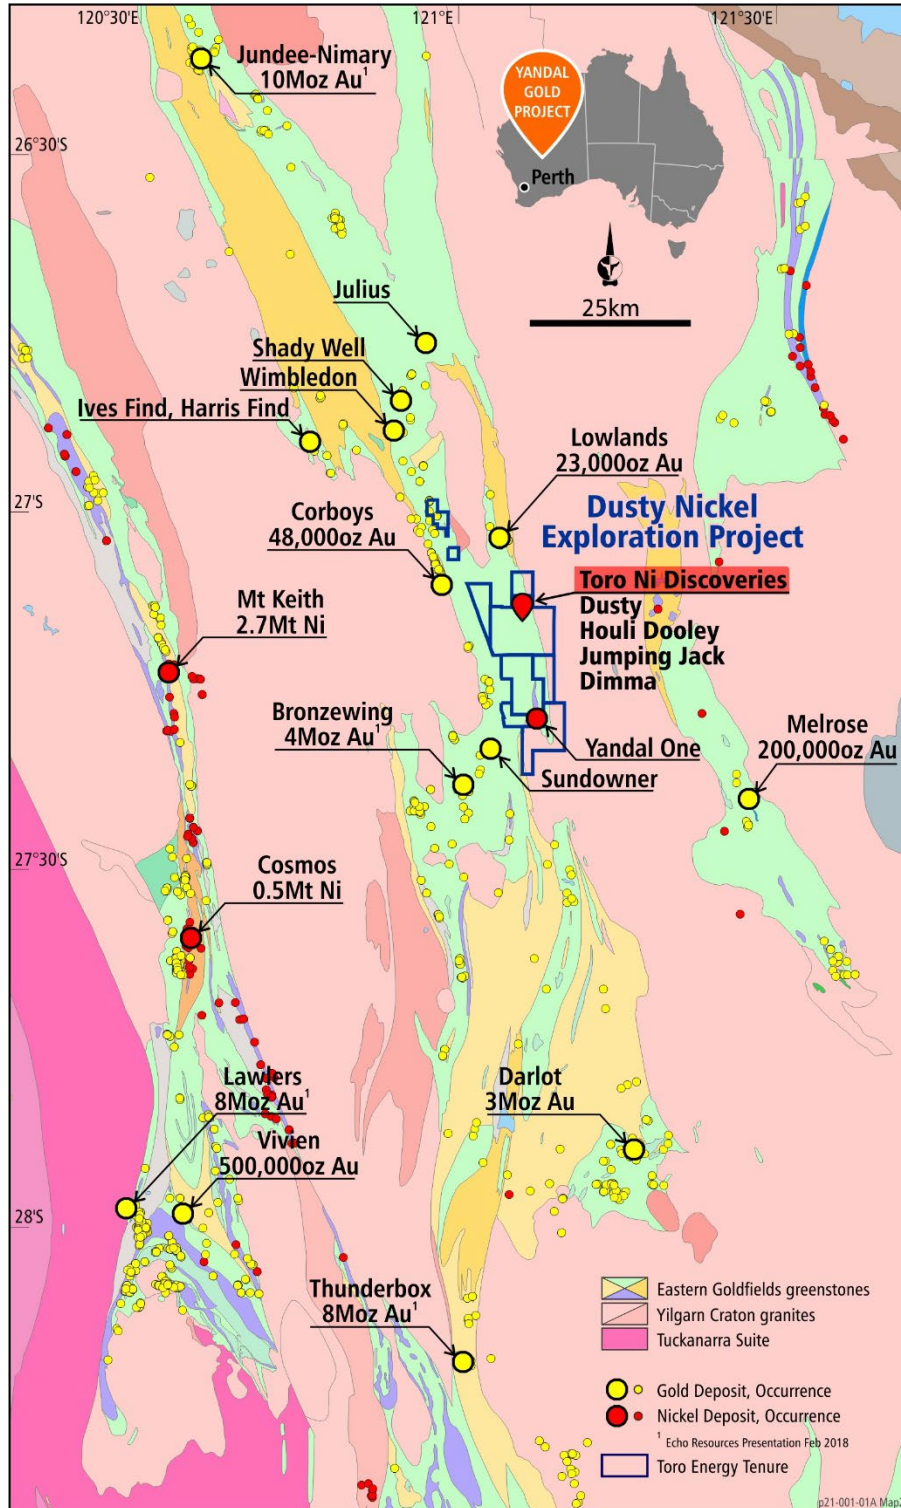 120°30'E
121°E
121°30'E
Jundee-Nimary
10Moz Au¹
YANDAL
GOLD
PROJECT
Perth
26°30'S
25km
Julius
Shady Well
Wimbledon
Ives Find, Harris Find
Lowlands
23,000oz Au
27°S
Corboys
48,000oz Au
Dusty Nickel
Exploration Project
Toro Ni Discoveries
Dusty
Houli Dooley
Jumping Jack
Dimma
Mt Keith
2.7Mt Ni
Bronzewing
4Moz Au¹
Yandal One
Sundowner
Melrose
200,000oz Au
27°30'S
Cosmos
0.5Mt Ni
Lawlers
8Moz Au¹
Vivien
500,000oz Au
Darlot
3Moz Au
28°S
Thunderbox
8Moz Au¹
Eastern Goldfields greenstones
Yilgarn Craton granites
Tuckanarra Suite
Gold Deposit, Occurrence
Nickel Deposit, Occurrence
¹ Echo Resources Presentation Feb 2018
Toro Energy Tenure